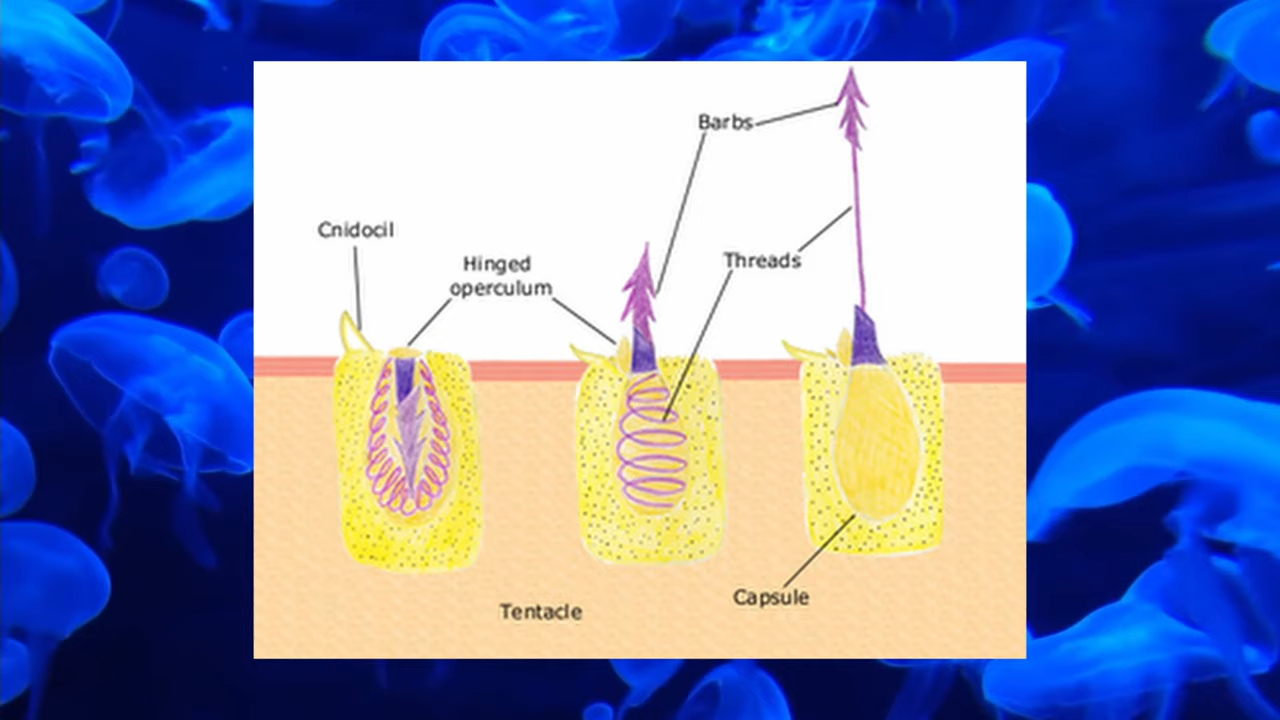 Barbs
Cnidocil
Hinged
operculum
Threads
Capsule
Tentacle